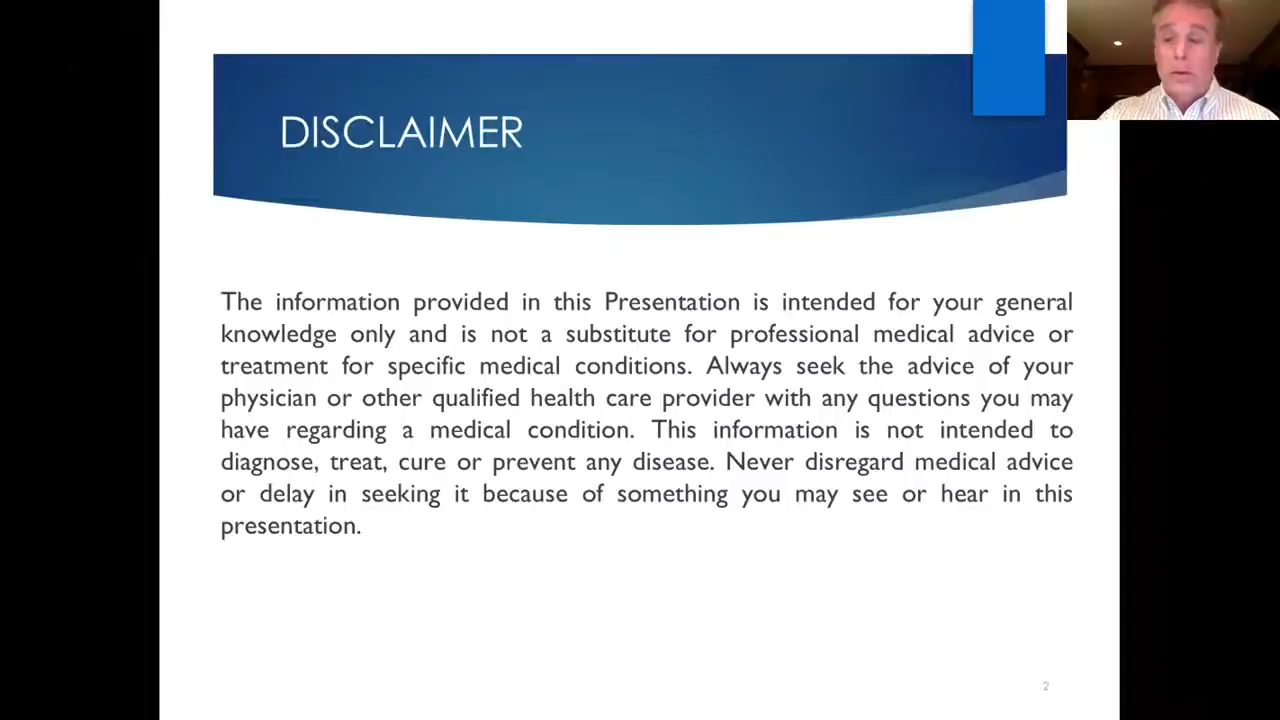 DISCLAIMER
The information provided in this Presentation is intended for your general
knowledge only and is not a substitute for professional medical advice or
treatment for specific medical conditions. Always seek the advice of your
physician or other qualified health care provider with any questions you may
have regarding a medical condition. This information is not intended to
diagnose, treat, cure or prevent any disease. Never disregard medical advice
or delay in seeking it because of something you may see or hear in this
presentation.
2